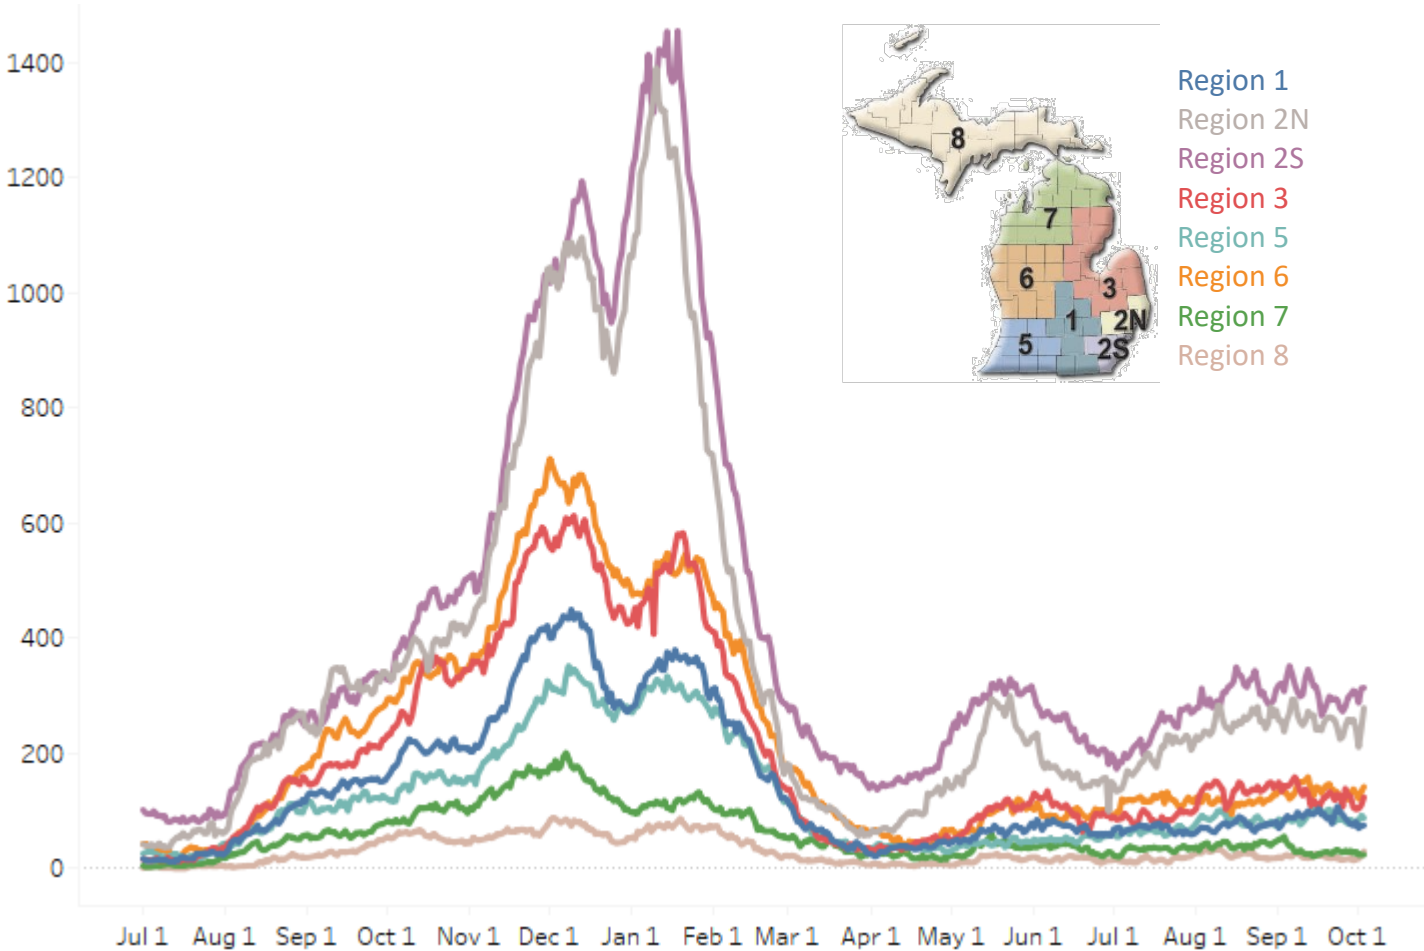 1400
1200
1000
800
600
400
200
0
Jul 1 Aug 1 Sep 1 Oct 1 Nov 1 Dec 1 Jan 1 Feb 1 Mar 1 Apr 1 May 1 Jun 1 Jul 1 Aug 1 Sep 1 Oct 1
8
7
6
3
1
2N
5
2S
Region 1
Region 2N
Region 2S
Region 3
Region 5
Region 6
Region 7
Region 8